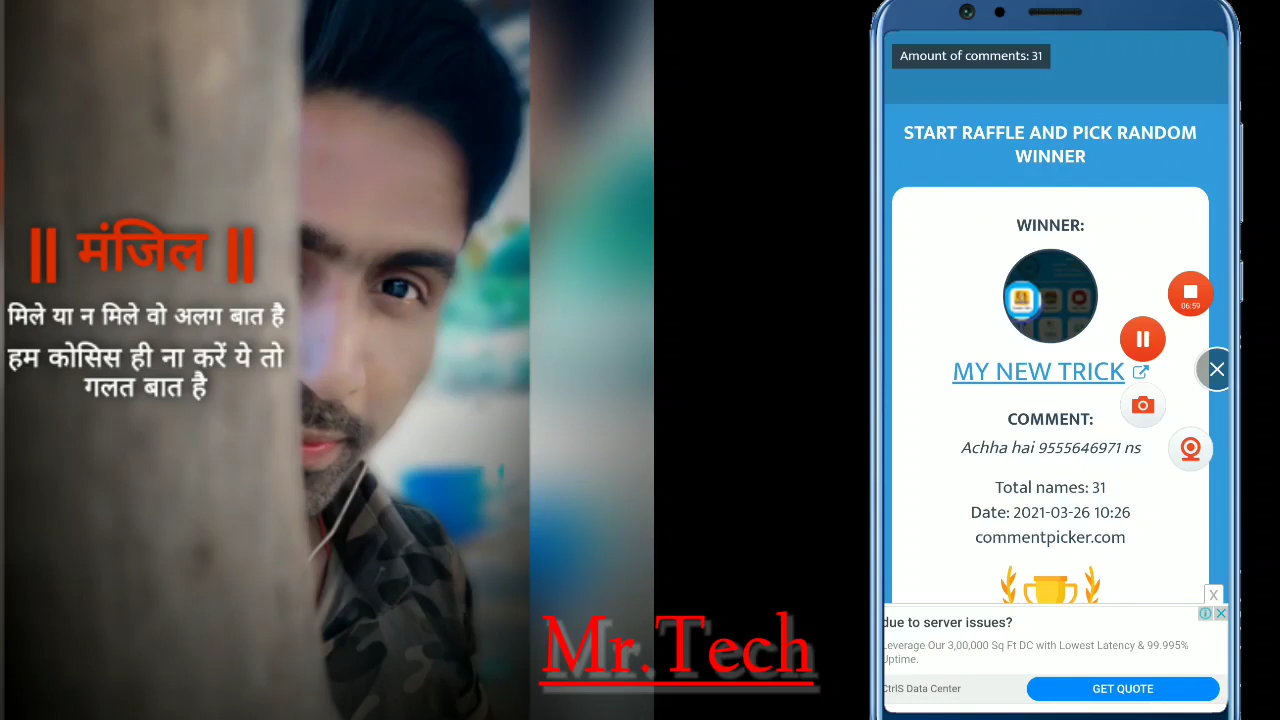 || मंजिल ||
मिले या न मिले वो अलग बात है
हम कोसिस ही ना करें ये तो
गलत बात है
Mr.Tech
Amount of comments: 31
START RAFFLE AND PICK RANDOM
WINNER
WINNER:
MY NEW TRICK
06:59
COMMENT:
Achha hai 9555646971 ns
Total names: 31
Date: 2021-03-26 10:26
commentpicker.com
X
due to server issues?
Leverage Our 3,00,000 Sq Ft DC with Lowest Latency & 99.995%
Uptime.
CtrlS Data Center
GET QUOTE